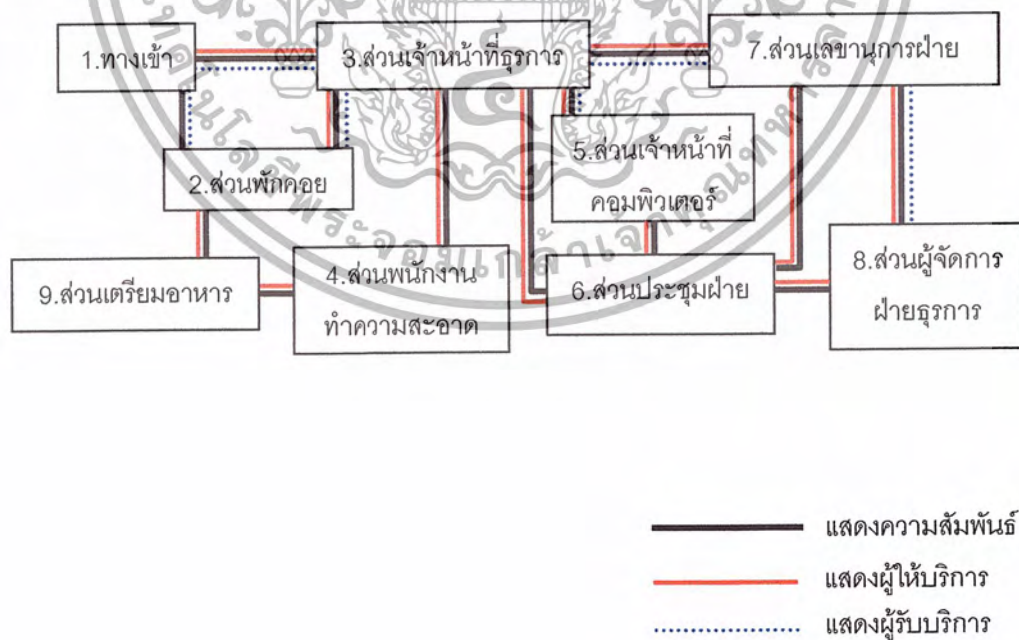 1.ทางเข้า
3.ส่วนเจ้าหน้าที่ธุรการ
7.ส่วนเลขานุการฝ่าย
2.ส่วนพักคอย
5.ส่วนเจ้าหน้าที่
คอมพิวเตอร์
9.ส่วนเตรียมอาหาร
4.ส่วนพนักงาน
ทำความสะอาด
6.ส่วนประชุมฝ่าย
8.ส่วนผู้จัดการ
ฝ่ายธุรการ
แสดงความสัมพันธ์
แสดงผู้ให้บริการ
แสดงผู้รับบริการ